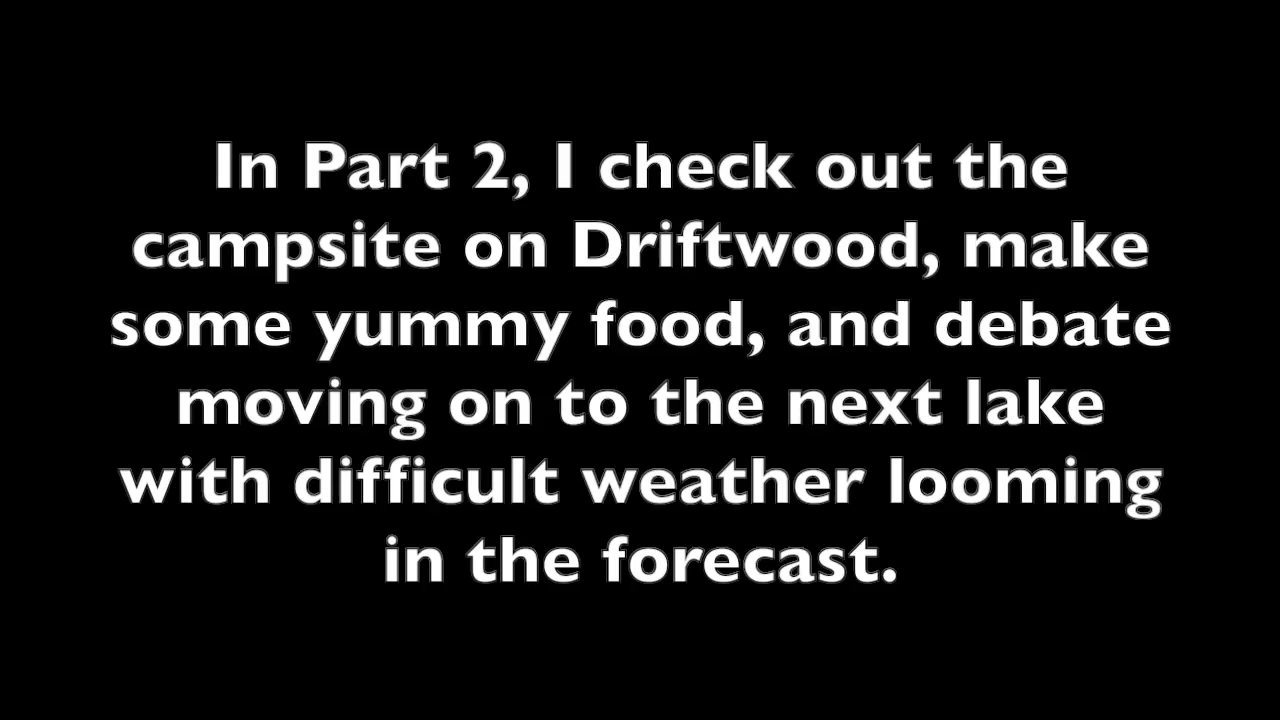 In Part 2, I check out the
campsite on Driftwood, make
some yummy food, and debate
moving on to the next lake
with difficult weather looming
in the forecast.